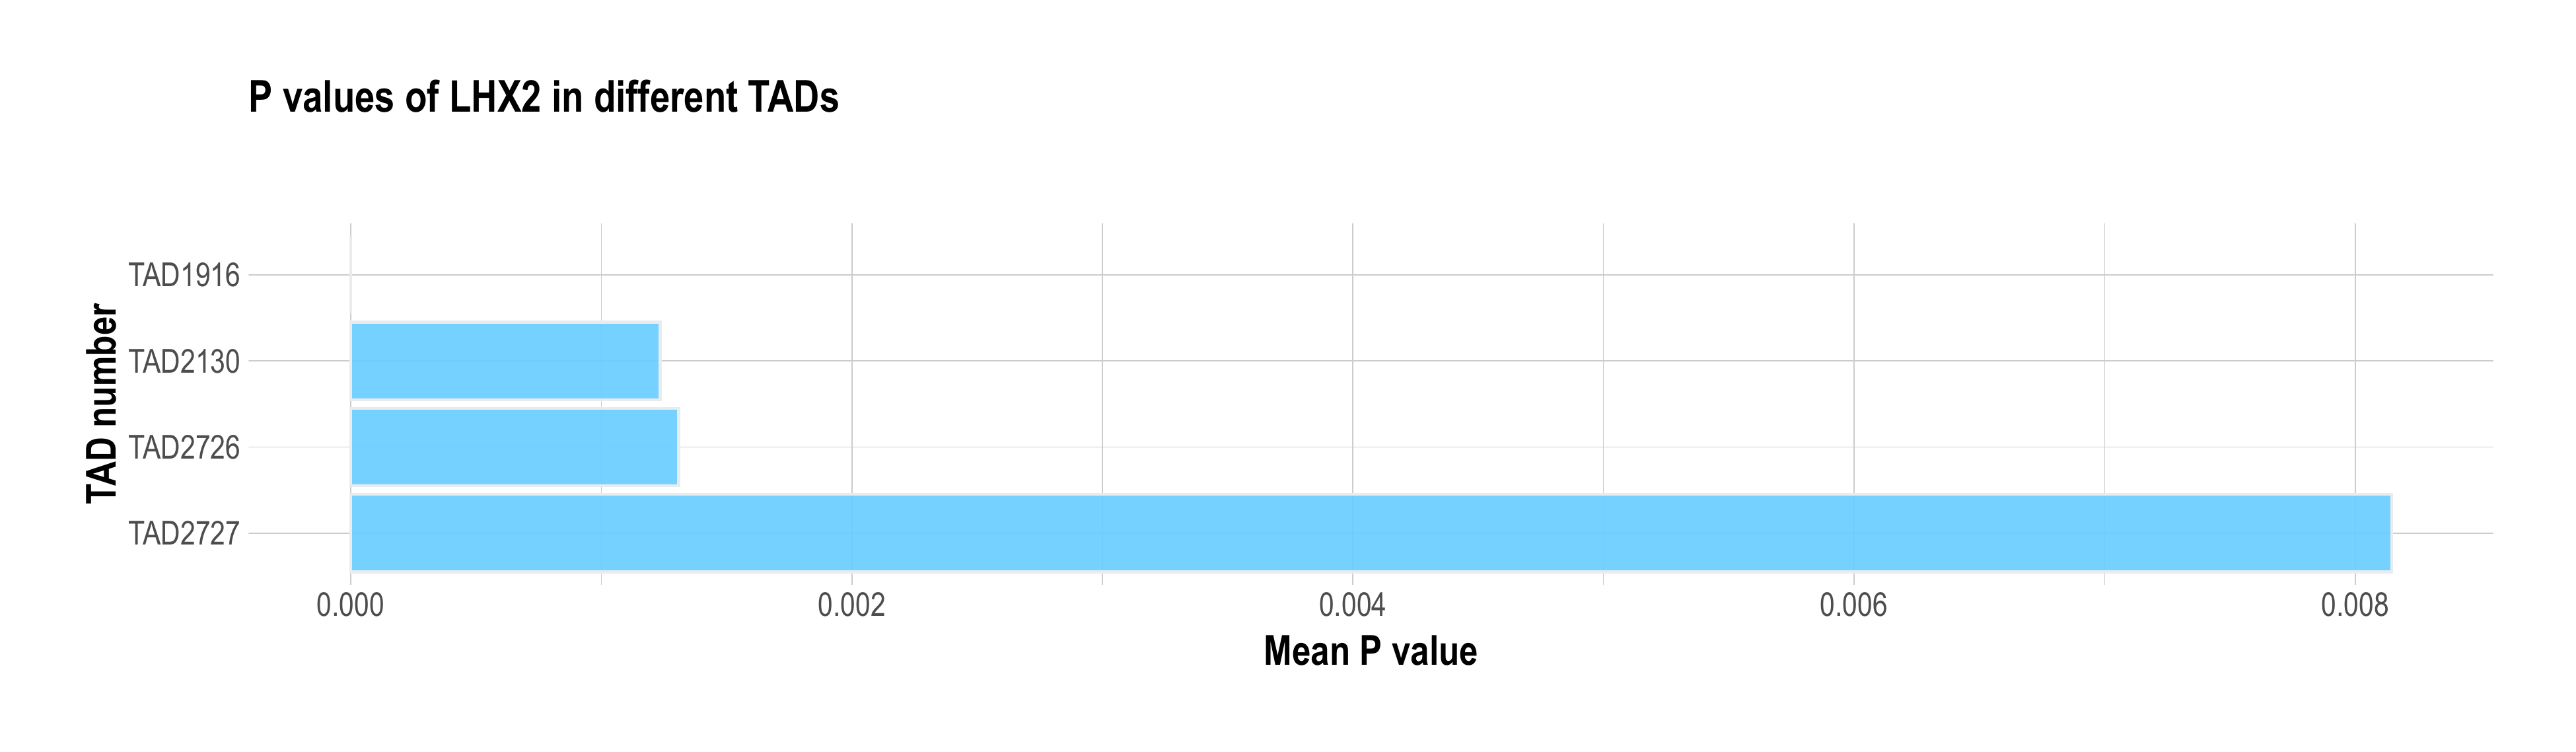 P values of LHX2 in different TADs
TAD number
TAD1916
TAD2130
TAD2726
TAD2727
0.000 0.002 0.004 0.006 0.008
Mean P value